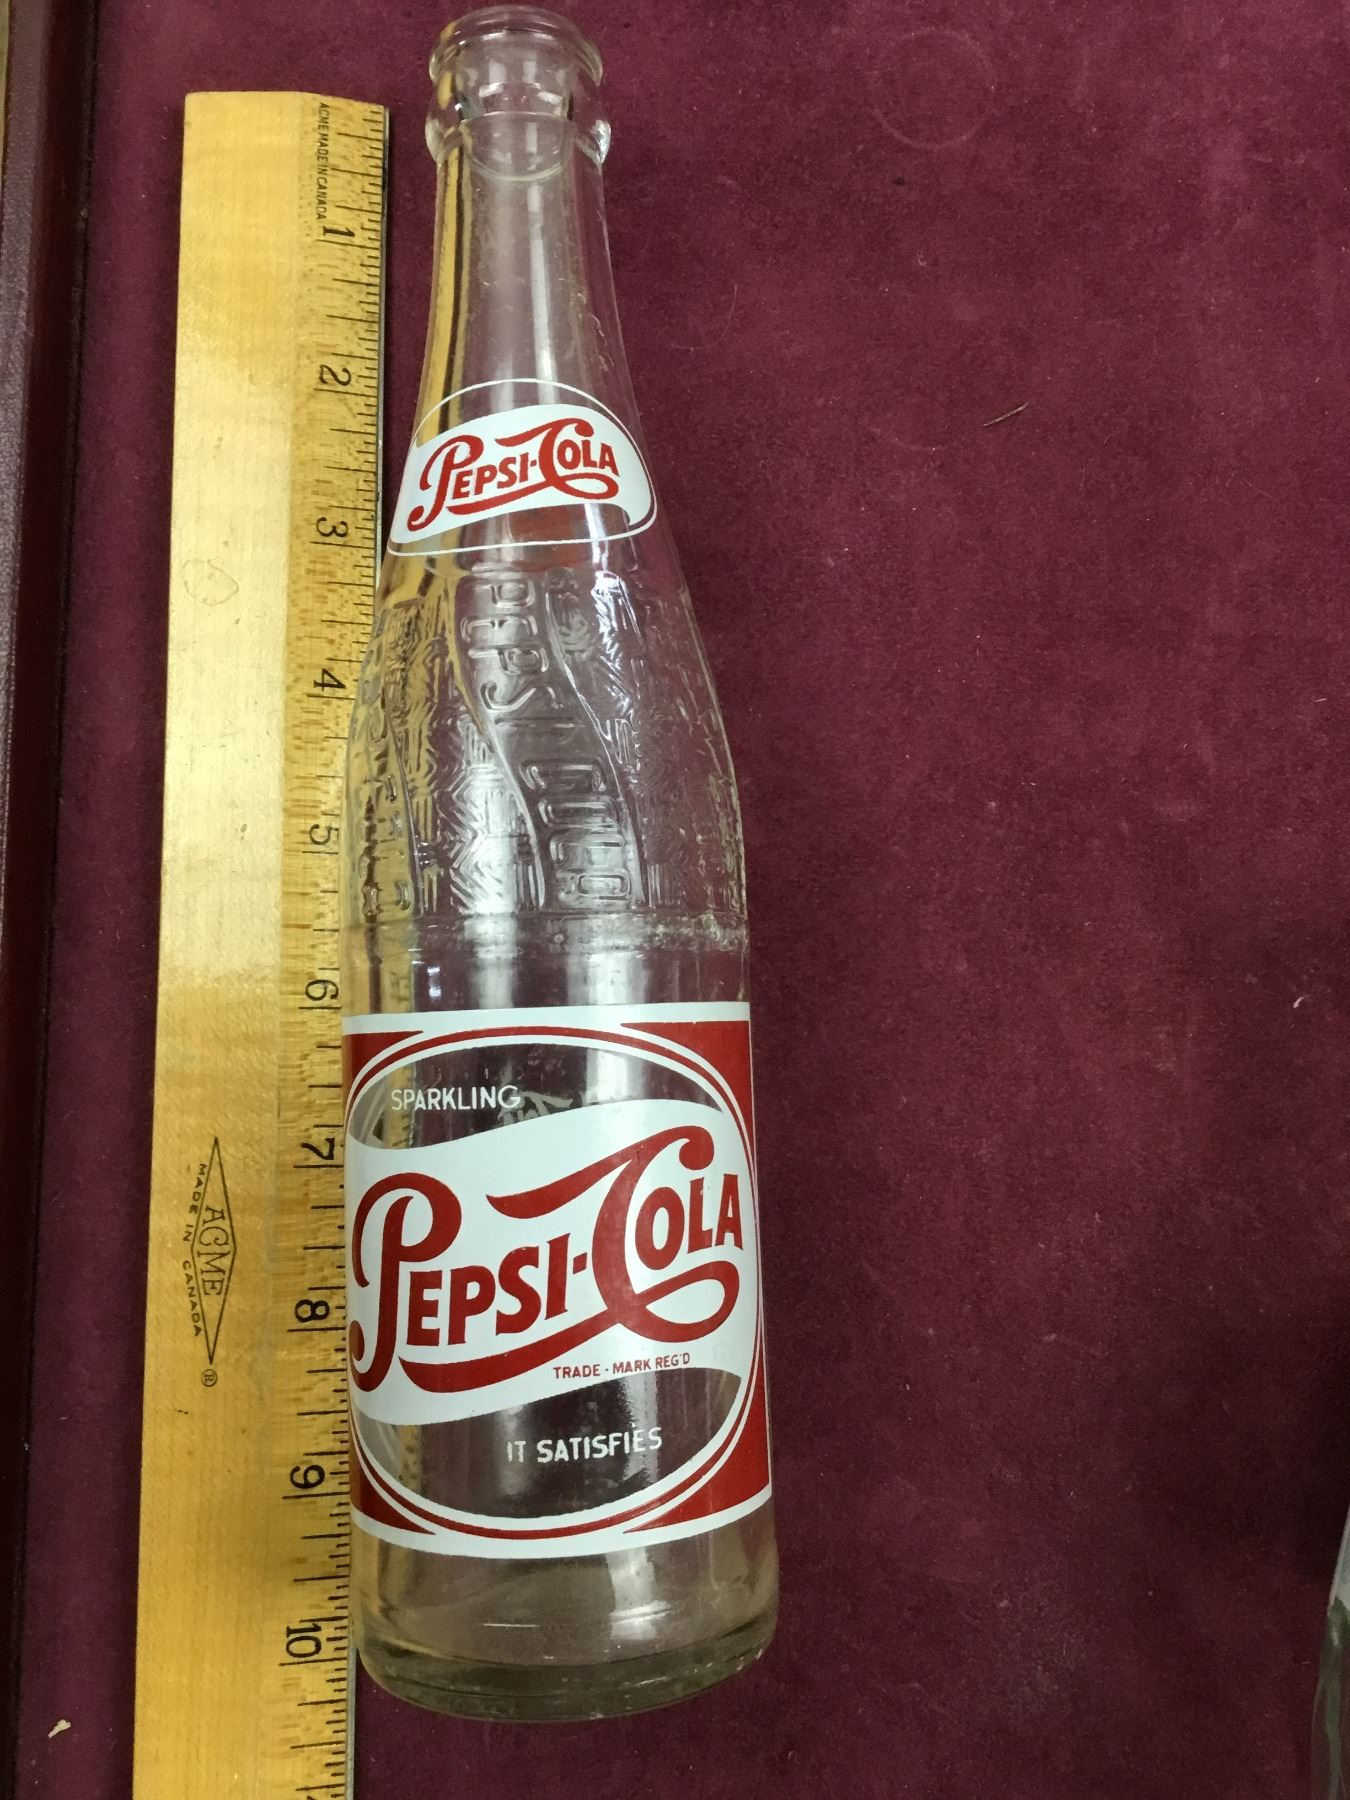 ACME MADE IN CANADA
1
2
3
4
5
6
7
8
9
10
MADE IN CANADA
ACME
®
PEPSI-COLA
PEPSI COLA
SPARKLING
PEPSI-COLA
TRADE-MARK REG'D
IT SATISFIES